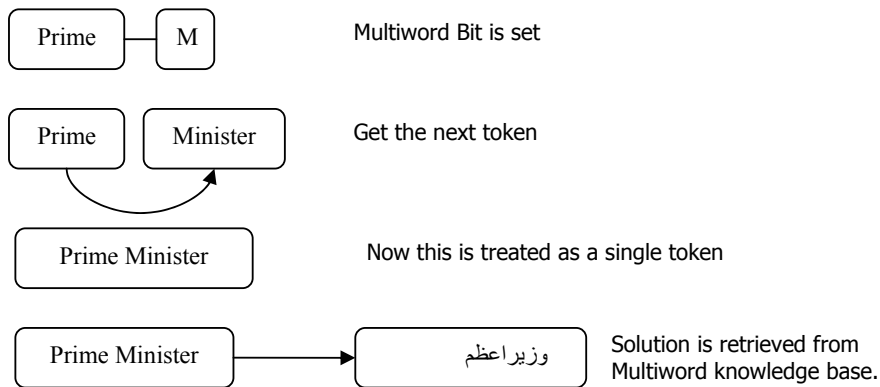 Prime M Multiword Bit is set
Prime Minister Get the next token
Prime Minister Now this is treated as a single token
Prime Minister وزیراعظم Solution is retrieved from
Multiword knowledge base.